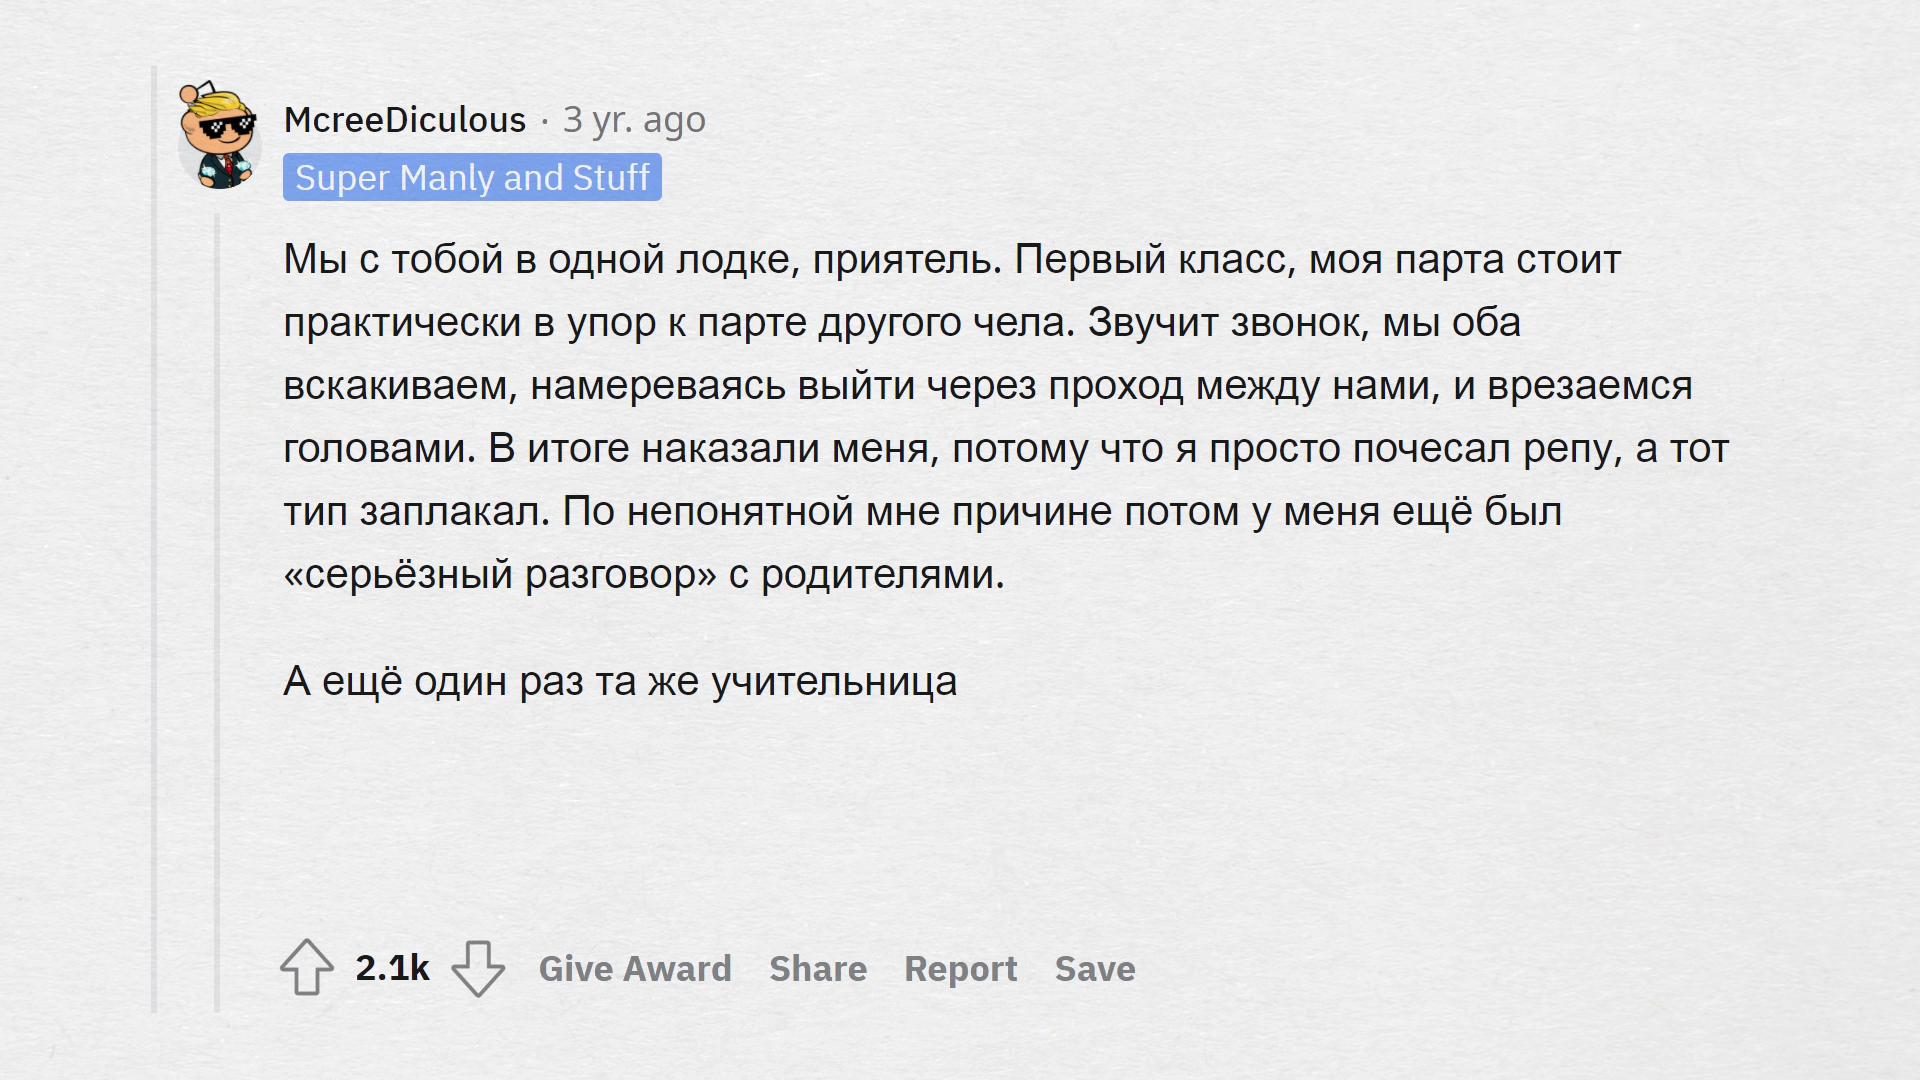 McreeDiculous · 3 yr. ago
Super Manly and Stuff
Мы с тобой в одной лодке, приятель. Первый класс, моя парта стоит
практически в упор к парте другого чела. Звучит звонок, мы оба
вскакиваем, намереваясь выйти через проход между нами, и врезаемся
головами. В итоге наказали меня, потому что я просто почесал репу, а тот
тип заплакал. По непонятной мне причине потом у меня ещё был
«серьёзный разговор» с родителями.
А ещё один раз та же учительница
2.1k Give Award Share Report Save